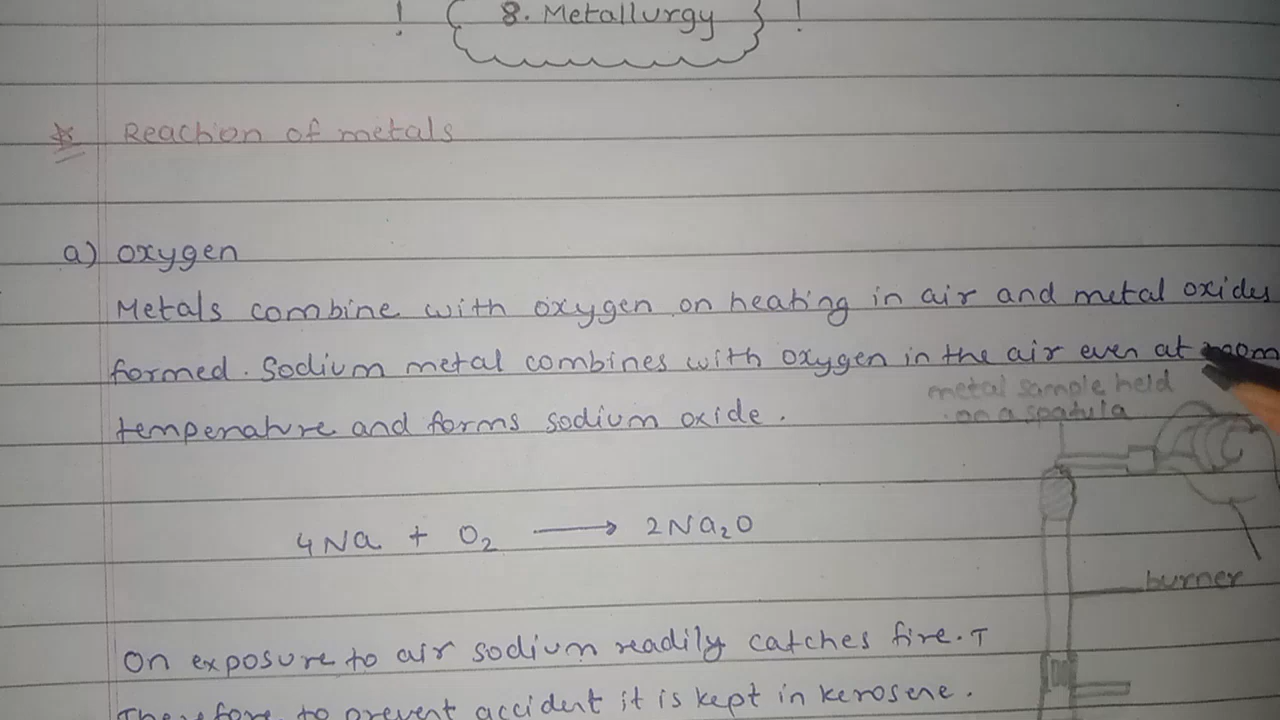 ! 8. Metallurgy !
* Reaction of metals
a) oxygen
Metals combine with oxygen on heating in air and metal oxides
formed. Sodium metal combines with oxygen in the air even at room
temperature and forms sodium oxide.
metal sample held
on a spatula
4Na + O₂ ⟶ 2Na₂O
burner
On exposure to air sodium readily catches fire. T
Therefore to prevent accident it is kept in kerosene.